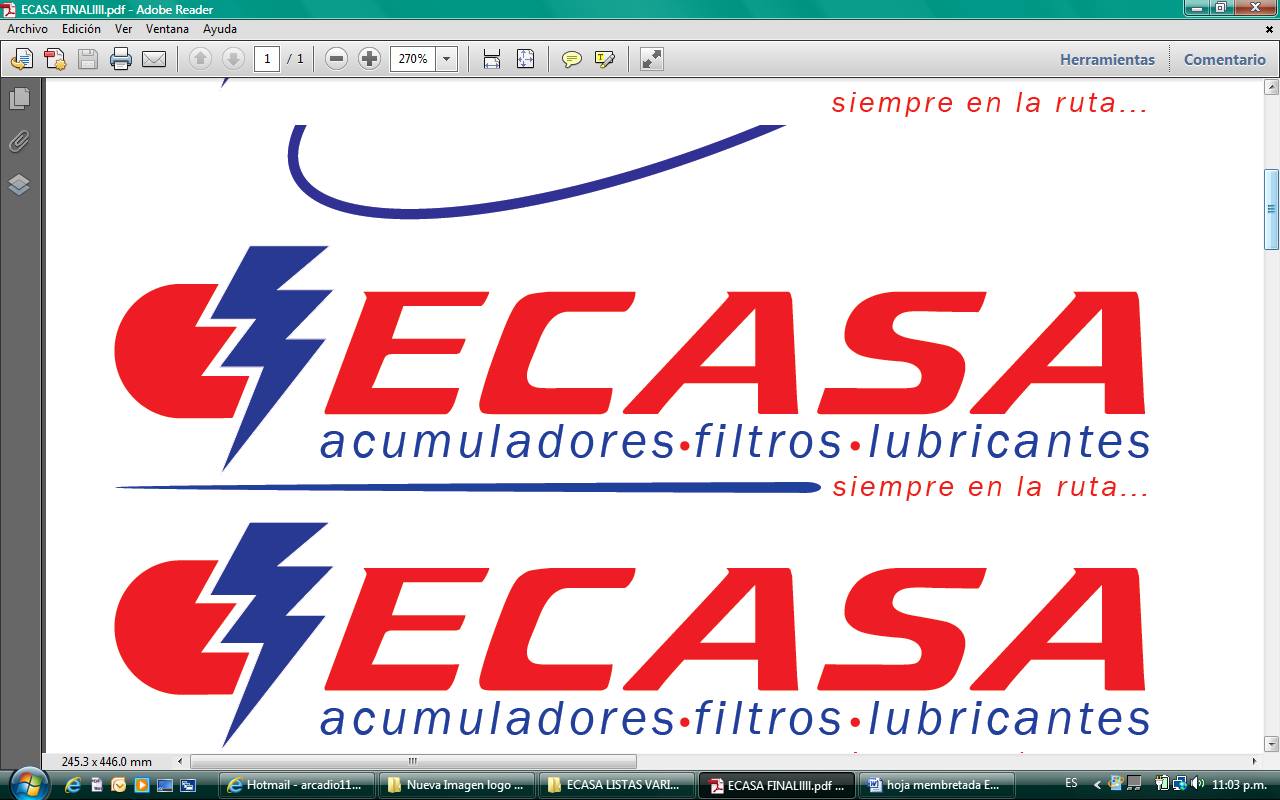 ECASA FINALIIII.pdf - Adobe Reader
Archivo Edición Ver Ventana Ayuda
1 / 1 270% Herramientas Comentario
siempre en la ruta...
ECASA
acumuladores•filtros•lubricantes
siempre en la ruta...
ECASA
acumuladores•filtros•lubricantes
245.3 x 446.0 mm
Hotmail - arcadio11... Nueva Imagen logo ... ECASA LISTAS VARI... ECASA FINALIIII.pdf ... hoja membretada E... ES 11:03 p.m.